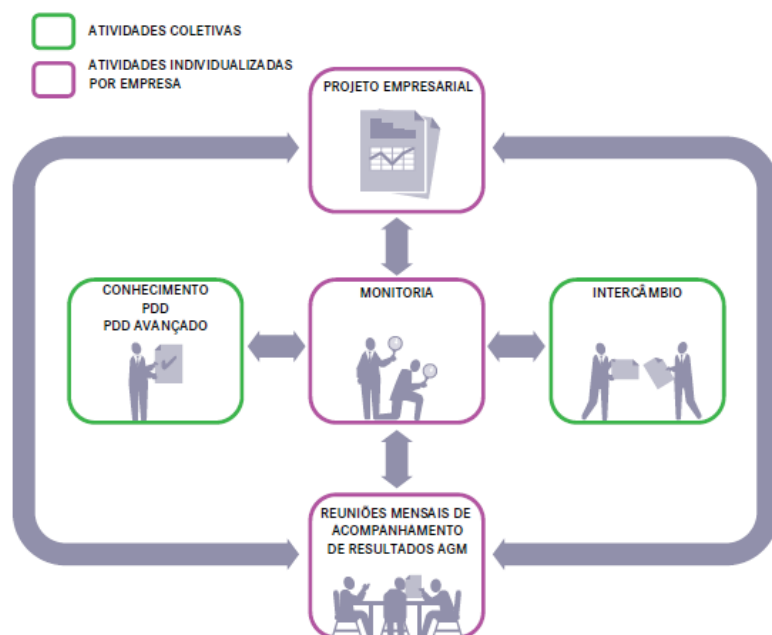 ATIVIDADES COLETIVAS
ATIVIDADES INDIVIDUALIZADAS
POR EMPRESA
PROJETO EMPRESARIAL
CONHECIMENTO
PDD
PDD AVANÇADO
MONITORIA
INTERCÂMBIO
REUNIÕES MENSAIS DE
ACOMPANHAMENTO
DE RESULTADOS AGM